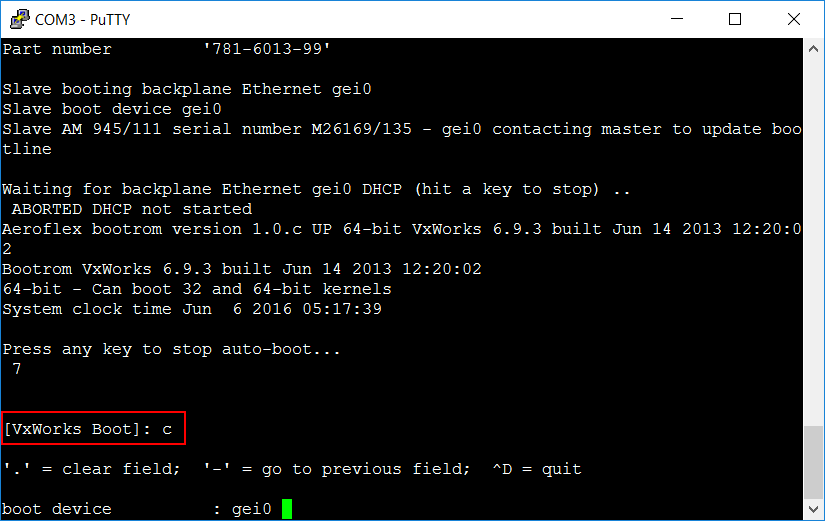 COM3 - PuTTY
Part number         '781-6013-99'
Slave booting backplane Ethernet gei0
Slave boot device gei0
Slave AM 945/111 serial number M26169/135 - gei0 contacting master to update boo
tline
Waiting for backplane Ethernet gei0 DHCP (hit a key to stop) ..
 ABORTED DHCP not started
Aeroflex bootrom version 1.0.c UP 64-bit VxWorks 6.9.3 built Jun 14 2013 12:20:0
2
Bootrom VxWorks 6.9.3 built Jun 14 2013 12:20:02
64-bit - Can boot 32 and 64-bit kernels
System clock time Jun  6 2016 05:17:39
Press any key to stop auto-boot...
 7
[VxWorks Boot]: c
'.' = clear field;  '-' = go to previous field;  ^D = quit
boot device          : gei0